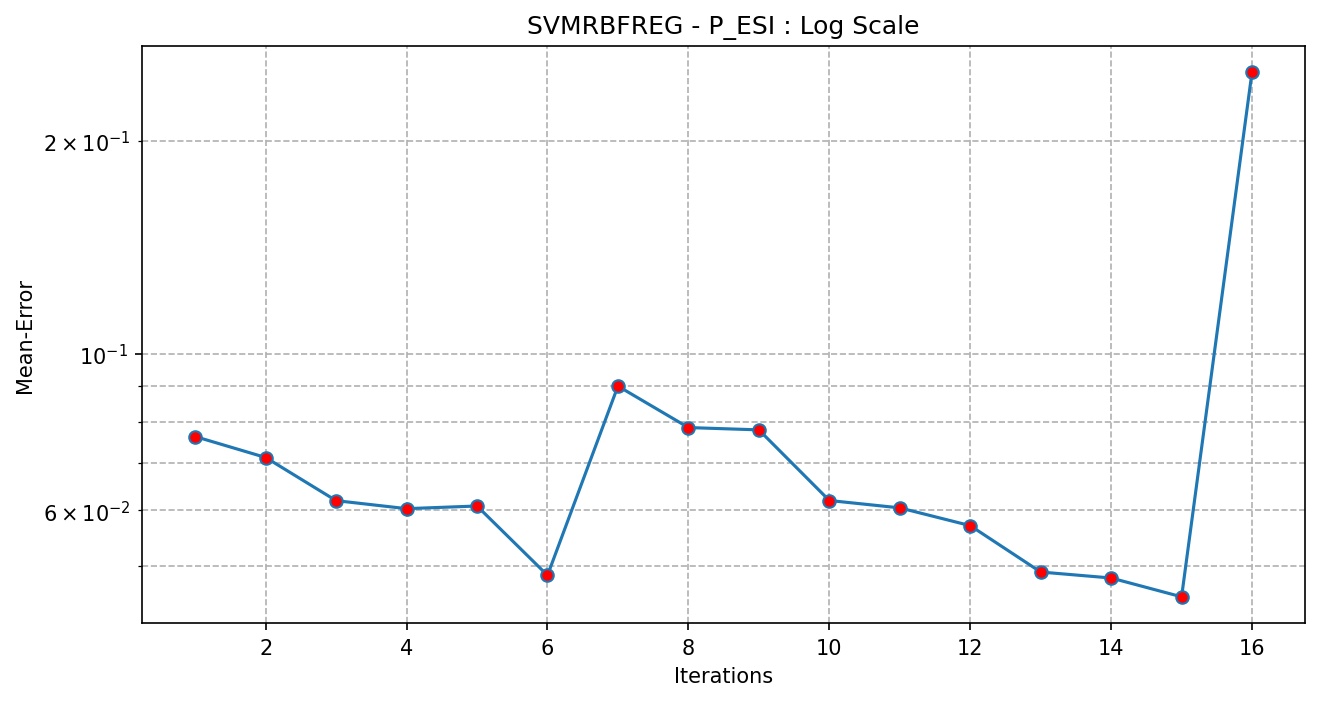 SVMRBFREG - P_ESI : Log Scale
Mean-Error
2 × 10⁻¹
10⁻¹
6 × 10⁻²
2 4 6 8 10 12 14 16
Iterations